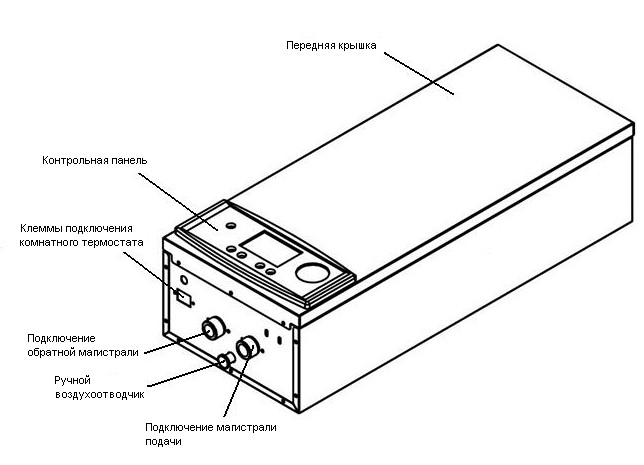 Передняя крышка
Контрольная панель
Клеммы подключения
комнатного термостата
Подключение
обратной магистрали
Ручной
воздухоотводчик
Подключение магистрали
подачи